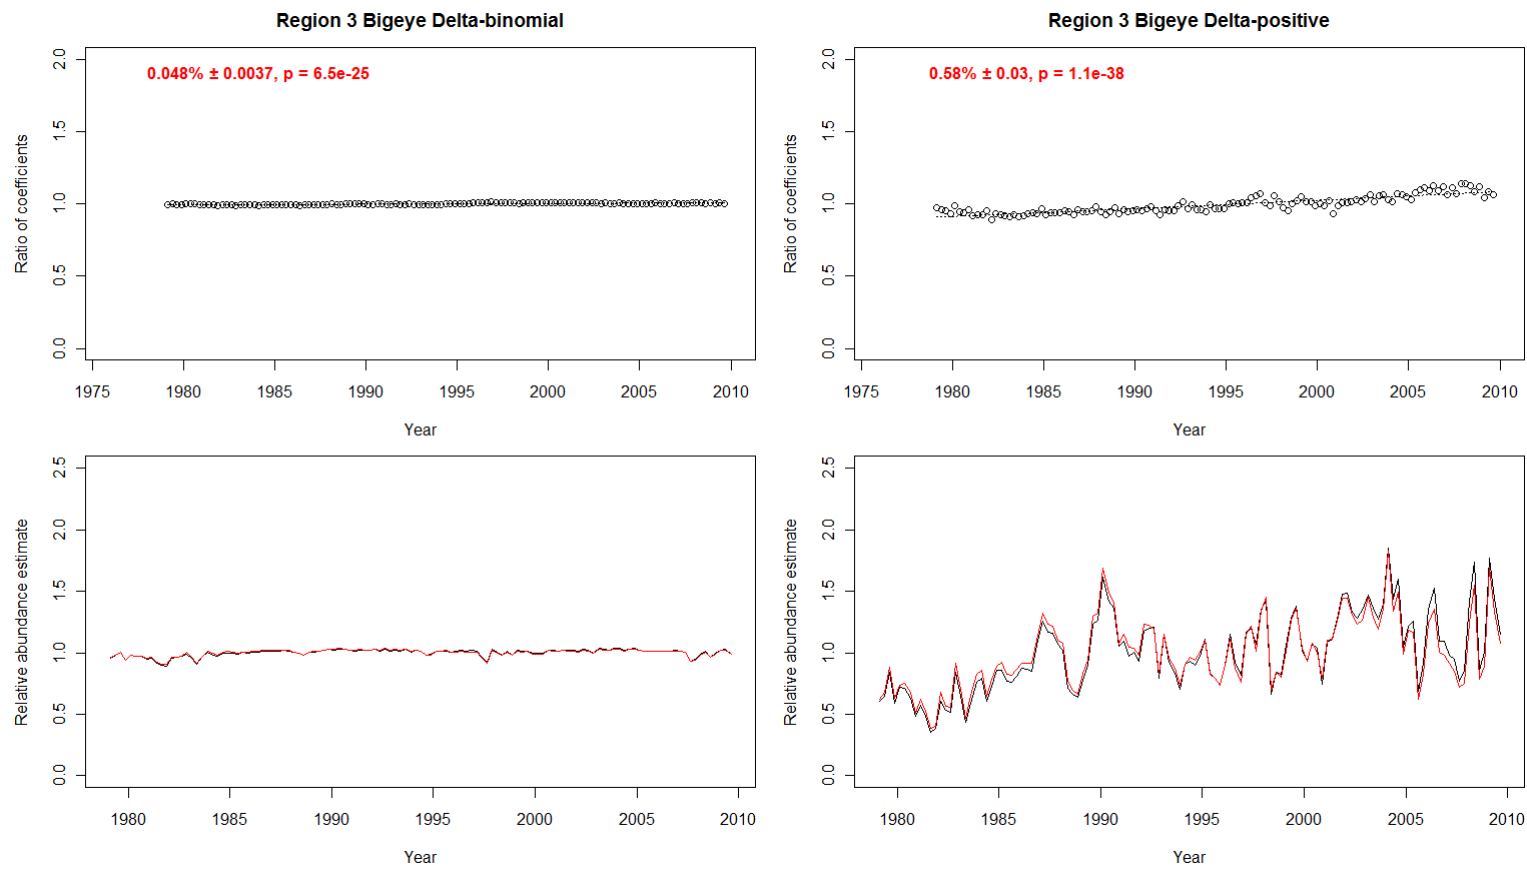 Region 3 Bigeye Delta-binomial
0.048% ± 0.0037, p = 6.5e-25
Ratio of coefficients
2.0
1.5
1.0
0.5
0.0
1975 1980 1985 1990 1995 2000 2005 2010
Year
Region 3 Bigeye Delta-positive
0.58% ± 0.03, p = 1.1e-38
Ratio of coefficients
2.0
1.5
1.0
0.5
0.0
1975 1980 1985 1990 1995 2000 2005 2010
Year
Relative abundance estimate
2.5
2.0
1.5
1.0
0.5
0.0
1980 1985 1990 1995 2000 2005 2010
Year
Relative abundance estimate
2.5
2.0
1.5
1.0
0.5
0.0
1980 1985 1990 1995 2000 2005 2010
Year